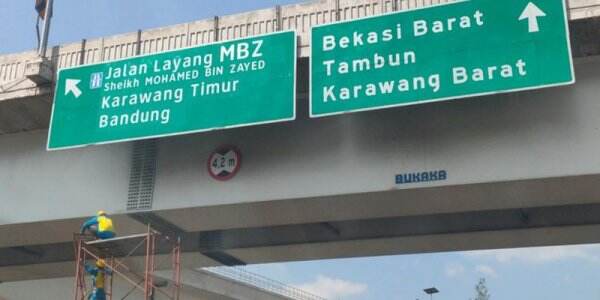 Jalan Layang MBZ
Sheikh MOHAMED BIN ZAYED
Karawang Timur
Bandung
Bekasi Barat
Tambun
Karawang Barat
4,2 m
BUKAKA